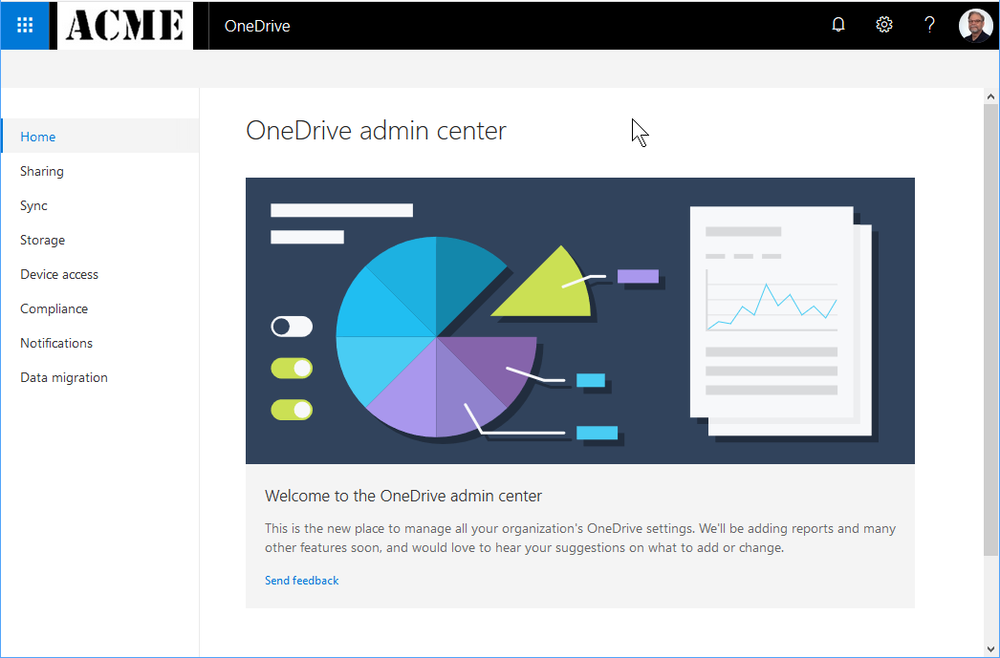 ACME
OneDrive
?
Home
Sharing
Sync
Storage
Device access
Compliance
Notifications
Data migration
OneDrive admin center
Welcome to the OneDrive admin center
This is the new place to manage all your organization's OneDrive settings. We'll be adding reports and many
other features soon, and would love to hear your suggestions on what to add or change.
Send feedback